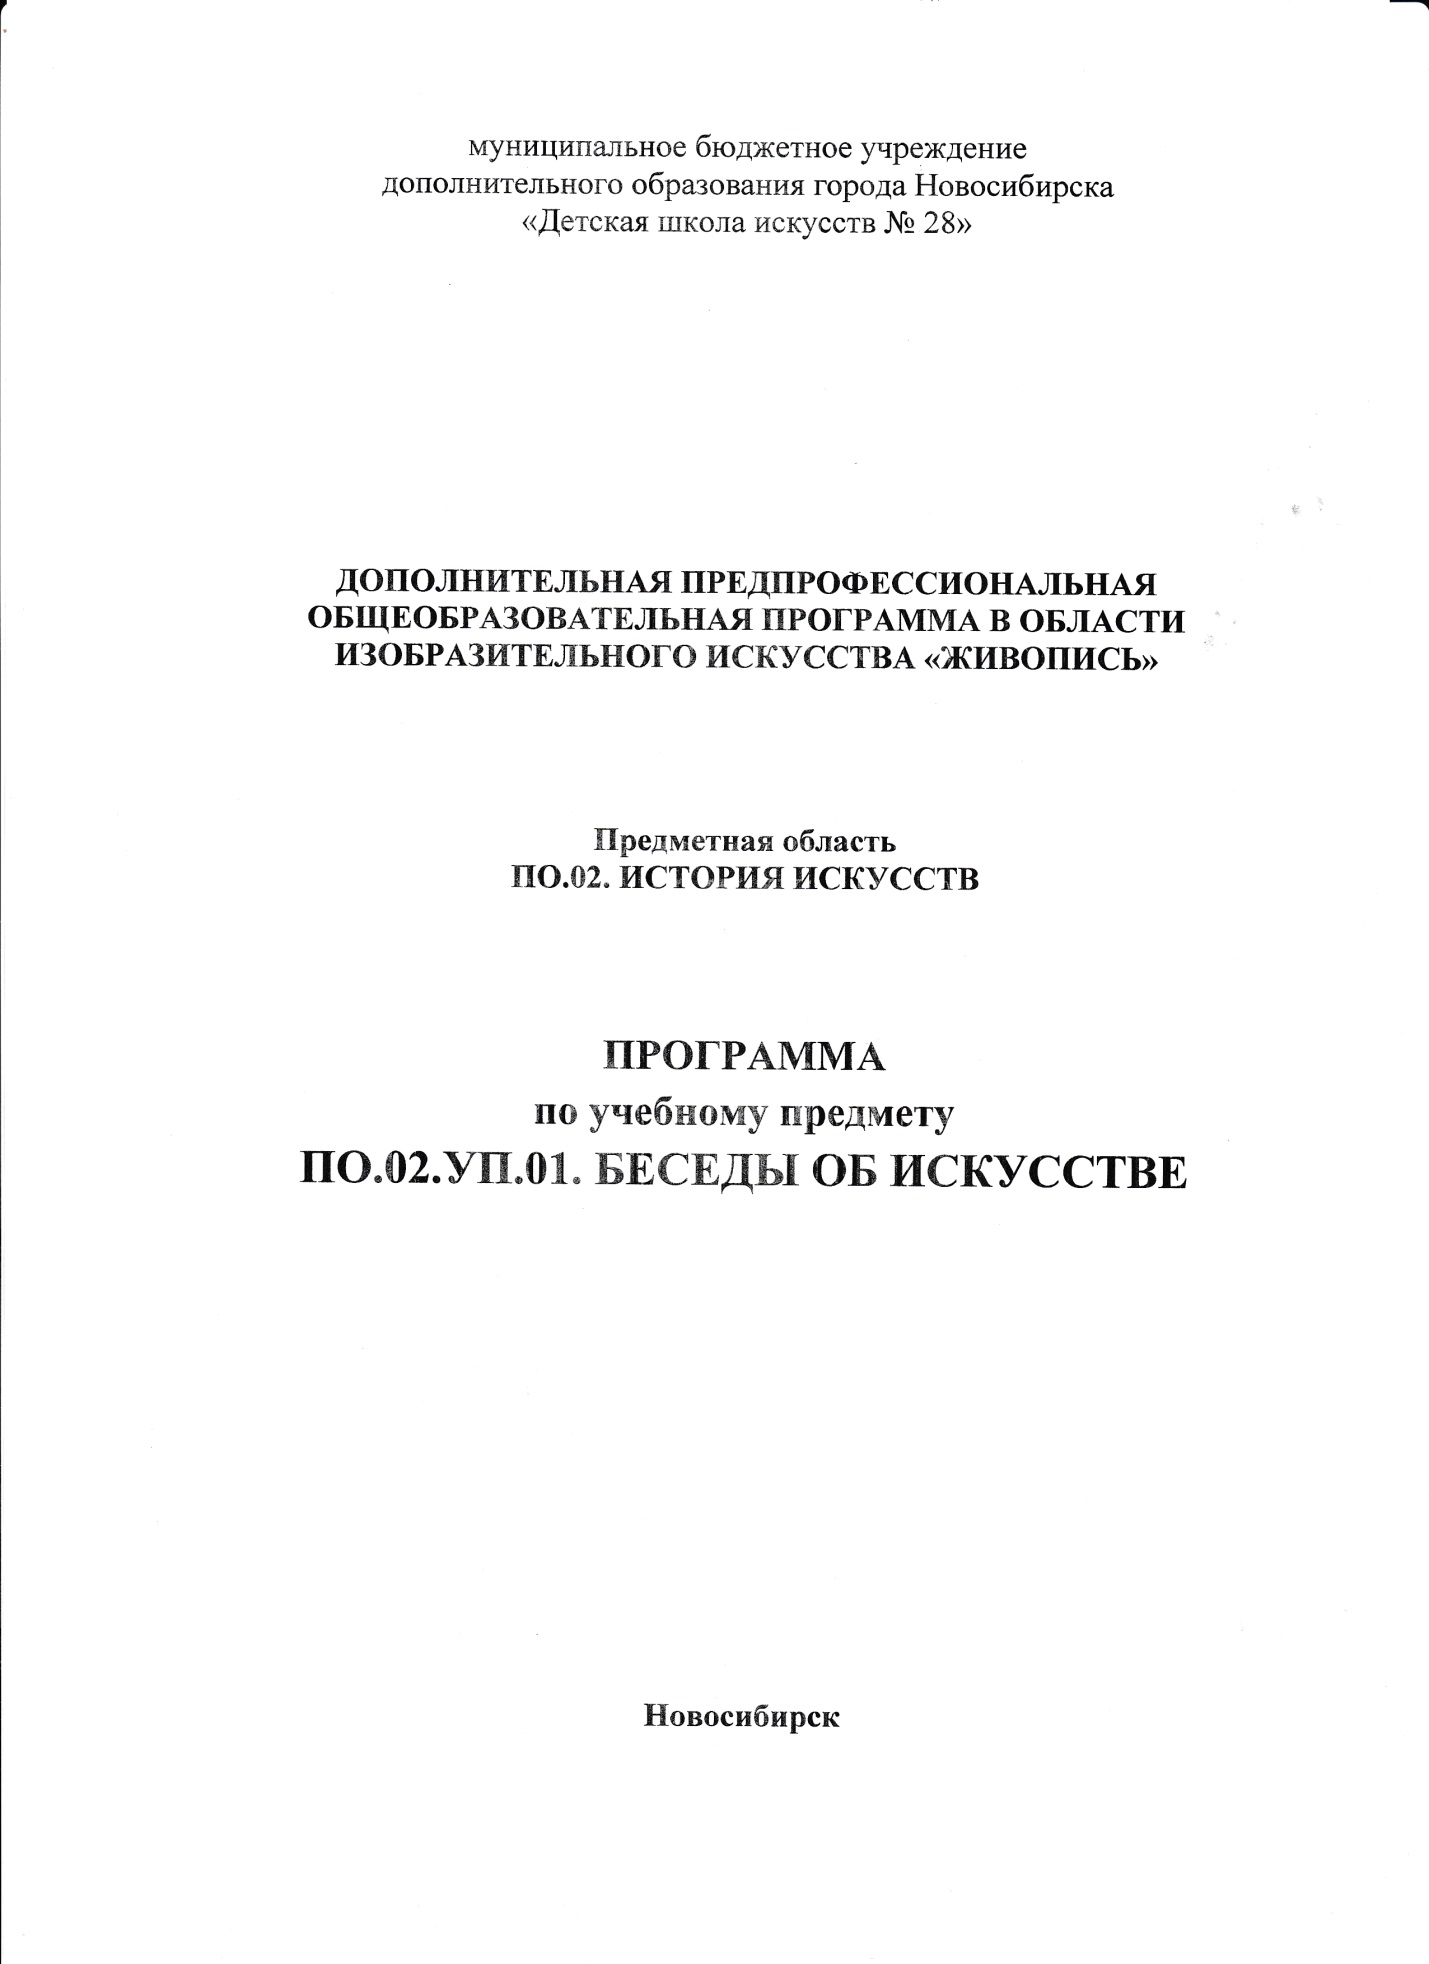 муниципальное бюджетное учреждение
дополнительного образования города Новосибирска
«Детская школа искусств № 28»
ДОПОЛНИТЕЛЬНАЯ ПРЕДПРОФЕССИОНАЛЬНАЯ
ОБЩЕОБРАЗОВАТЕЛЬНАЯ ПРОГРАММА В ОБЛАСТИ
ИЗОБРАЗИТЕЛЬНОГО ИСКУССТВА «ЖИВОПИСЬ»
Предметная область
ПО.02. ИСТОРИЯ ИСКУССТВ
ПРОГРАММА
по учебному предмету
ПО.02.УП.01. БЕСЕДЫ ОБ ИСКУССТВЕ
Новосибирск